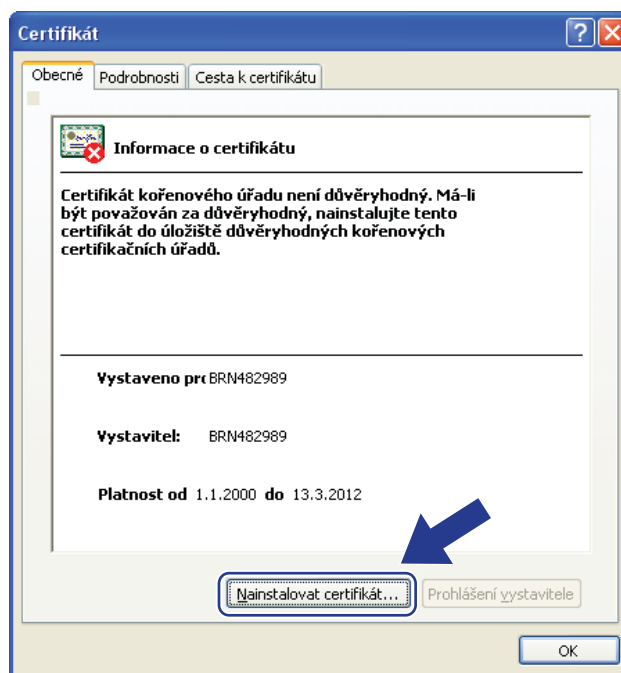 Certifikát
Obecné Podrobnosti Cesta k certifikátu
Informace o certifikátu
Certifikát kořenového úřadu není důvěryhodný. Má-li
být považován za důvěryhodný, nainstalujte tento
certifikát do úložiště důvěryhodných kořenových
certifikačních úřadů.
Vystaveno pro BRN482989
Vystavitel: BRN482989
Platnost od 1.1.2000 do 13.3.2012
Nainstalovat certifikát... Prohlášení vystavitele
OK